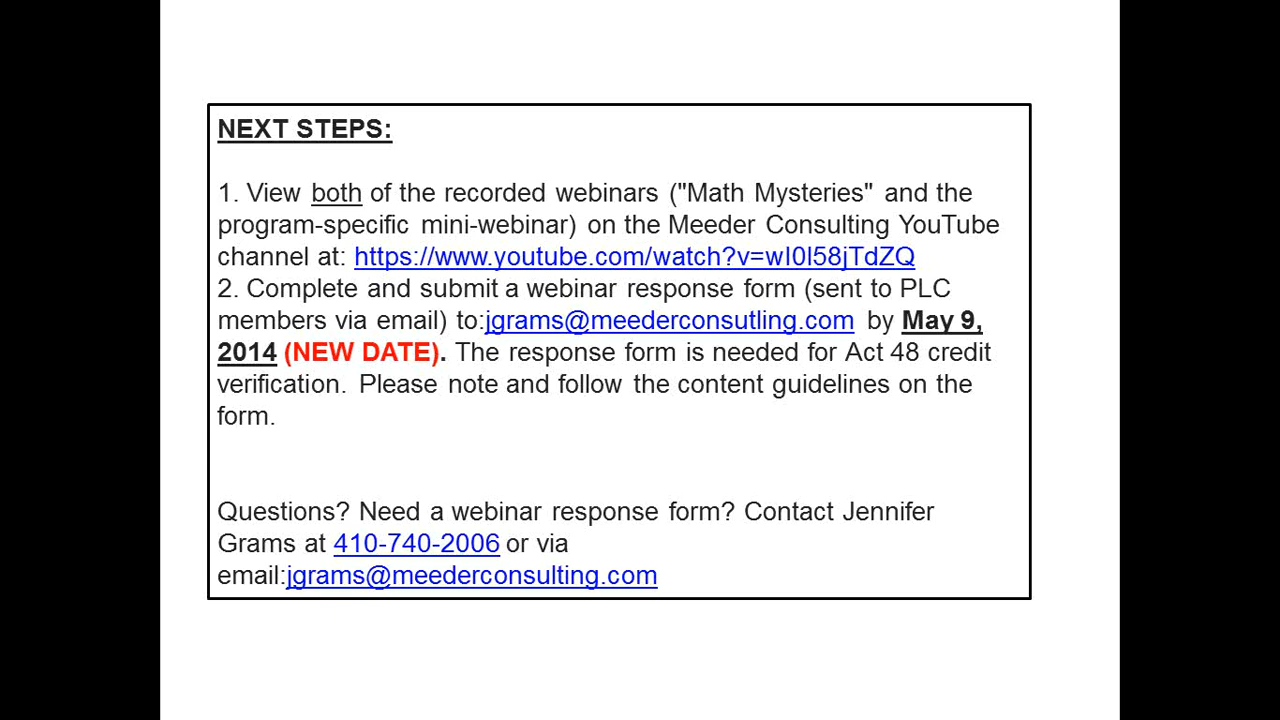 NEXT STEPS:
1. View both of the recorded webinars ("Math Mysteries" and the
program-specific mini-webinar) on the Meeder Consulting YouTube
channel at: https://www.youtube.com/watch?v=wI0l58jTdZQ
2. Complete and submit a webinar response form (sent to PLC
members via email) to:jgrams@meederconsutling.com by May 9,
2014 (NEW DATE). The response form is needed for Act 48 credit
verification. Please note and follow the content guidelines on the
form.
Questions? Need a webinar response form? Contact Jennifer
Grams at 410-740-2006 or via
email:jgrams@meederconsulting.com